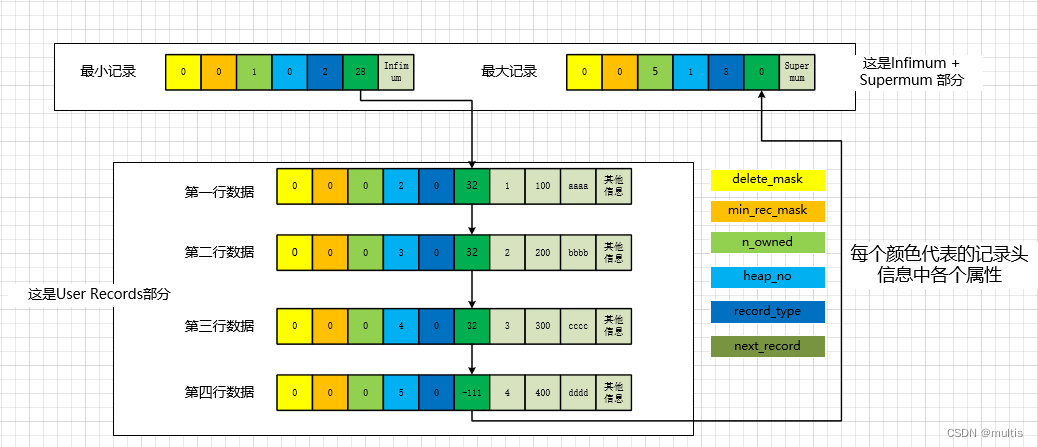 最小记录 0 0 1 0 2 28 Infim
um
最大记录 0 0 5 1 3 0 Super
mum
这是Infimum +
Supermum 部分
第一行数据 0 0 0 2 0 32 1 100 aaaa 其他
信息
第二行数据 0 0 0 3 0 32 2 200 bbbb 其他
信息
第三行数据 0 0 0 4 0 32 3 300 cccc 其他
信息
第四行数据 0 0 0 5 0 -111 4 400 dddd 其他
信息
这是User Records部分
delete_mask
min_rec_mask
n_owned
heap_no
record_type
next_record
每个颜色代表的记录头
信息中各个属性
CSDN @multis